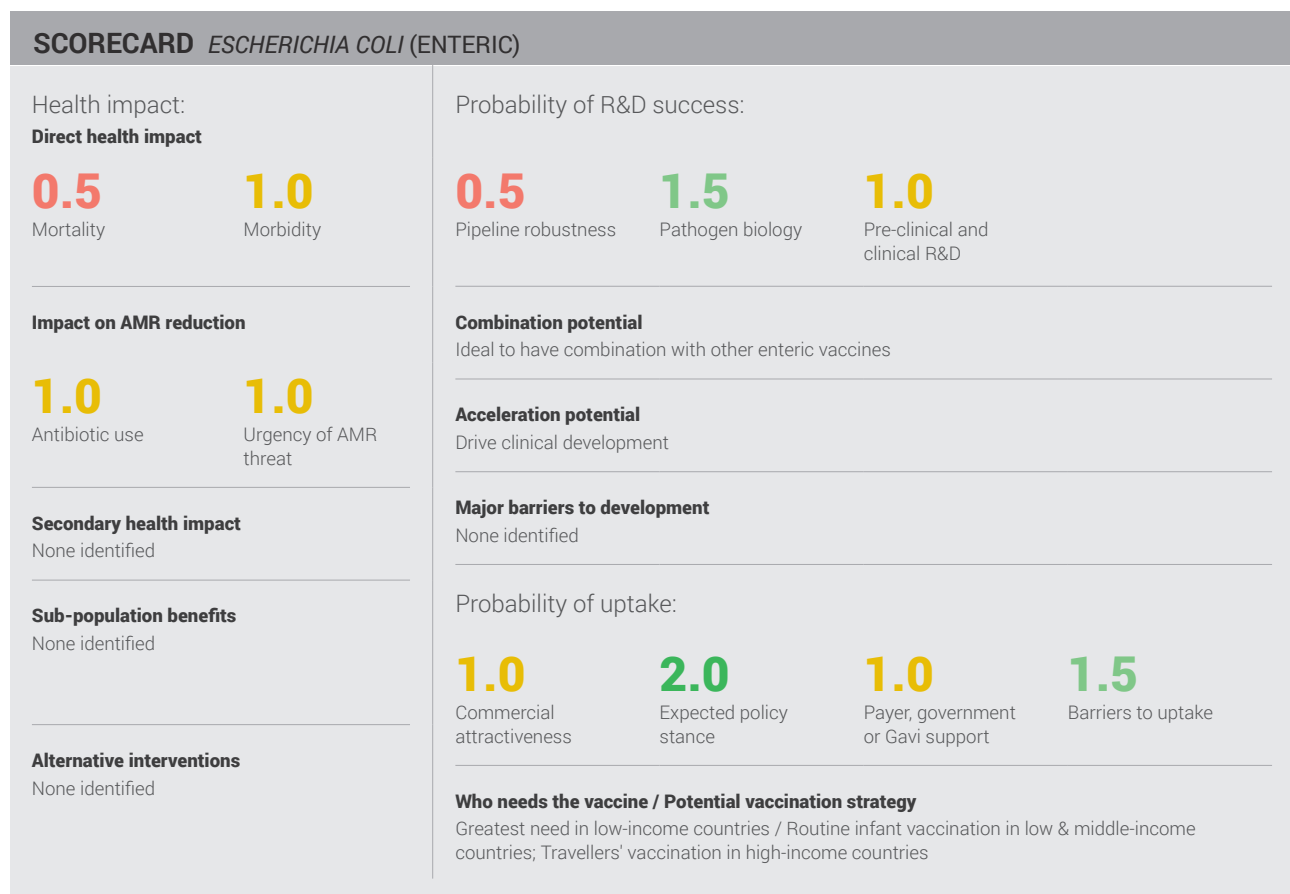 SCORECARD ESCHERICHIA COLI (ENTERIC)
Health impact:
Direct health impact
0.5
Mortality
1.0
Morbidity
Impact on AMR reduction
1.0
Antibiotic use
1.0
Urgency of AMR
threat
Secondary health impact
None identified
Sub-population benefits
None identified
Alternative interventions
None identified
Probability of R&D success:
0.5
Pipeline robustness
1.5
Pathogen biology
1.0
Pre-clinical and
clinical R&D
Combination potential
Ideal to have combination with other enteric vaccines
Acceleration potential
Drive clinical development
Major barriers to development
None identified
Probability of uptake:
1.0
Commercial
attractiveness
2.0
Expected policy
stance
1.0
Payer, government
or Gavi support
1.5
Barriers to uptake
Who needs the vaccine / Potential vaccination strategy
Greatest need in low-income countries / Routine infant vaccination in low & middle-income
countries; Travellers' vaccination in high-income countries